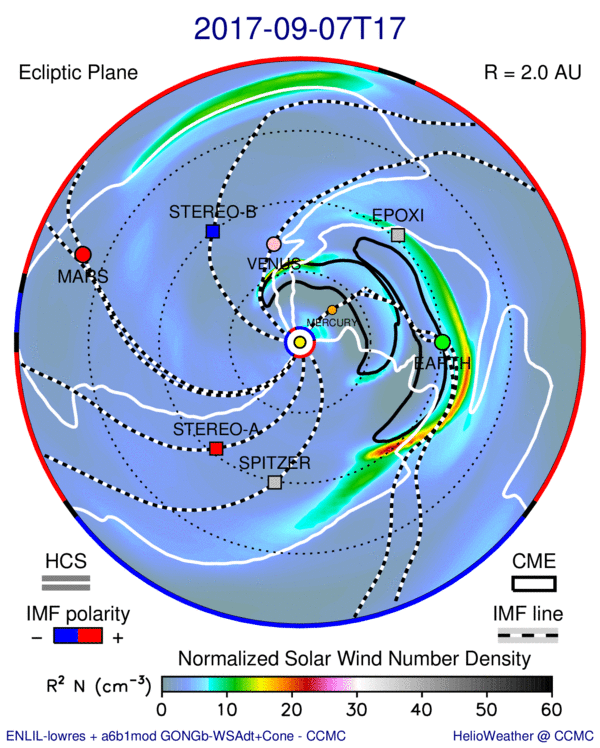 2017-09-07T17
Ecliptic Plane
R = 2.0 AU
STEREO-B
EPOXI
VENUS
MARS
MERCURY
EARTH
STEREO-A
SPITZER
HCS
CME
IMF polarity
- +
IMF line
Normalized Solar Wind Number Density
R² N (cm⁻³)
0 10 20 30 40 50 60
ENLIL-lowres + a6b1mod GONGb-WSAdt+Cone - CCMC
HelioWeather @ CCMC